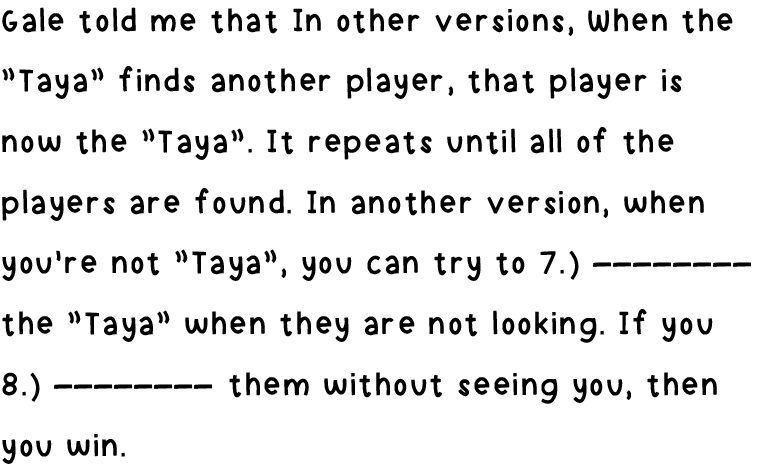 Gale told me that In other versions, When the
"Taya" finds another player, that player is
now the "Taya". It repeats until all of the
players are found. In another version, when
you're not "Taya", you can try to 7.) --------
the "Taya" when they are not looking. If you
8.) -------- them without seeing you, then
you win.